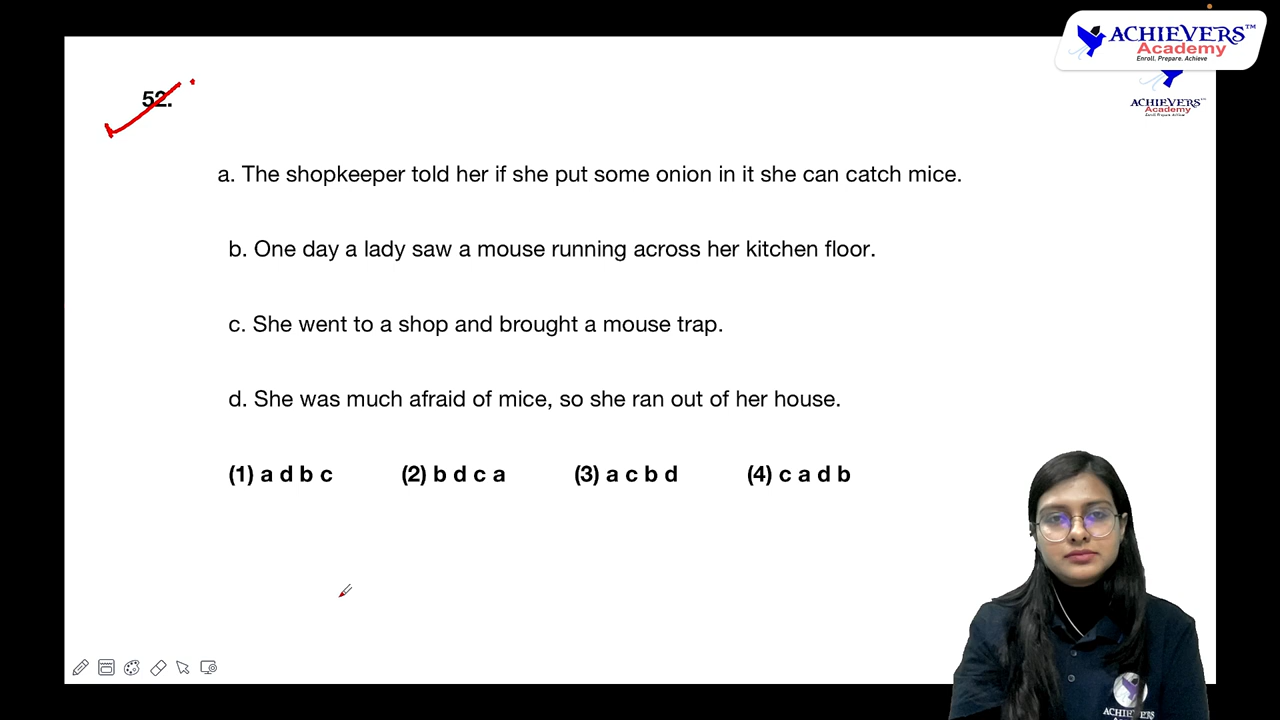 ACHIEVERS™
Academy
Enroll. Prepare. Achieve
ACHIEVERS
Academy
52.
a. The shopkeeper told her if she put some onion in it she can catch mice.
b. One day a lady saw a mouse running across her kitchen floor.
c. She went to a shop and brought a mouse trap.
d. She was much afraid of mice, so she ran out of her house.
(1) a d b c (2) b d c a (3) a c b d (4) c a d b